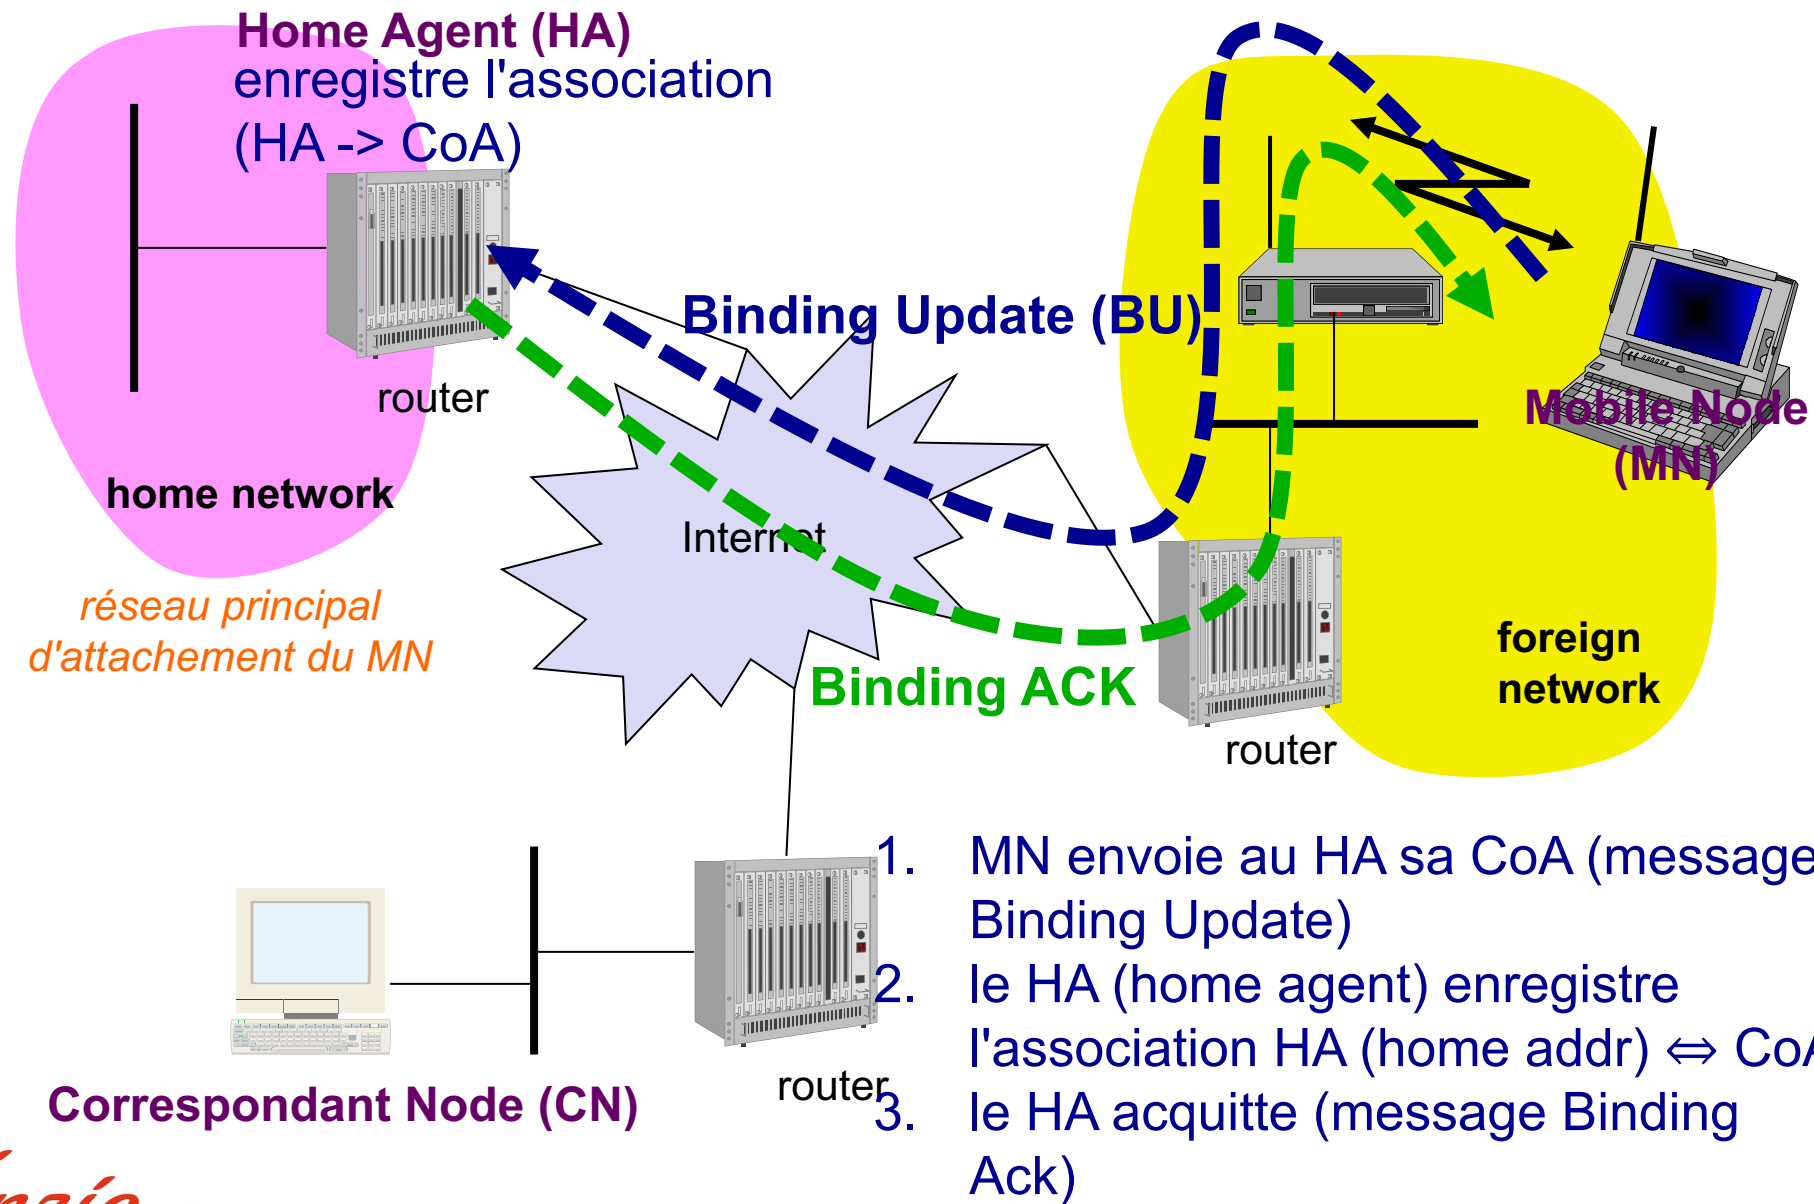 Home Agent (HA)
enregistre l'association
(HA -> CoA)
Binding Update (BU)
router
Mobile Node
(MN)
home network
Internet
réseau principal
d'attachement du MN
foreign
network
Binding ACK
router
1. MN envoie au HA sa CoA (message
Binding Update)
2. le HA (home agent) enregistre
l'association HA (home addr) ⇔ CoA
3. le HA acquitte (message Binding
Ack)
router
Correspondant Node (CN)